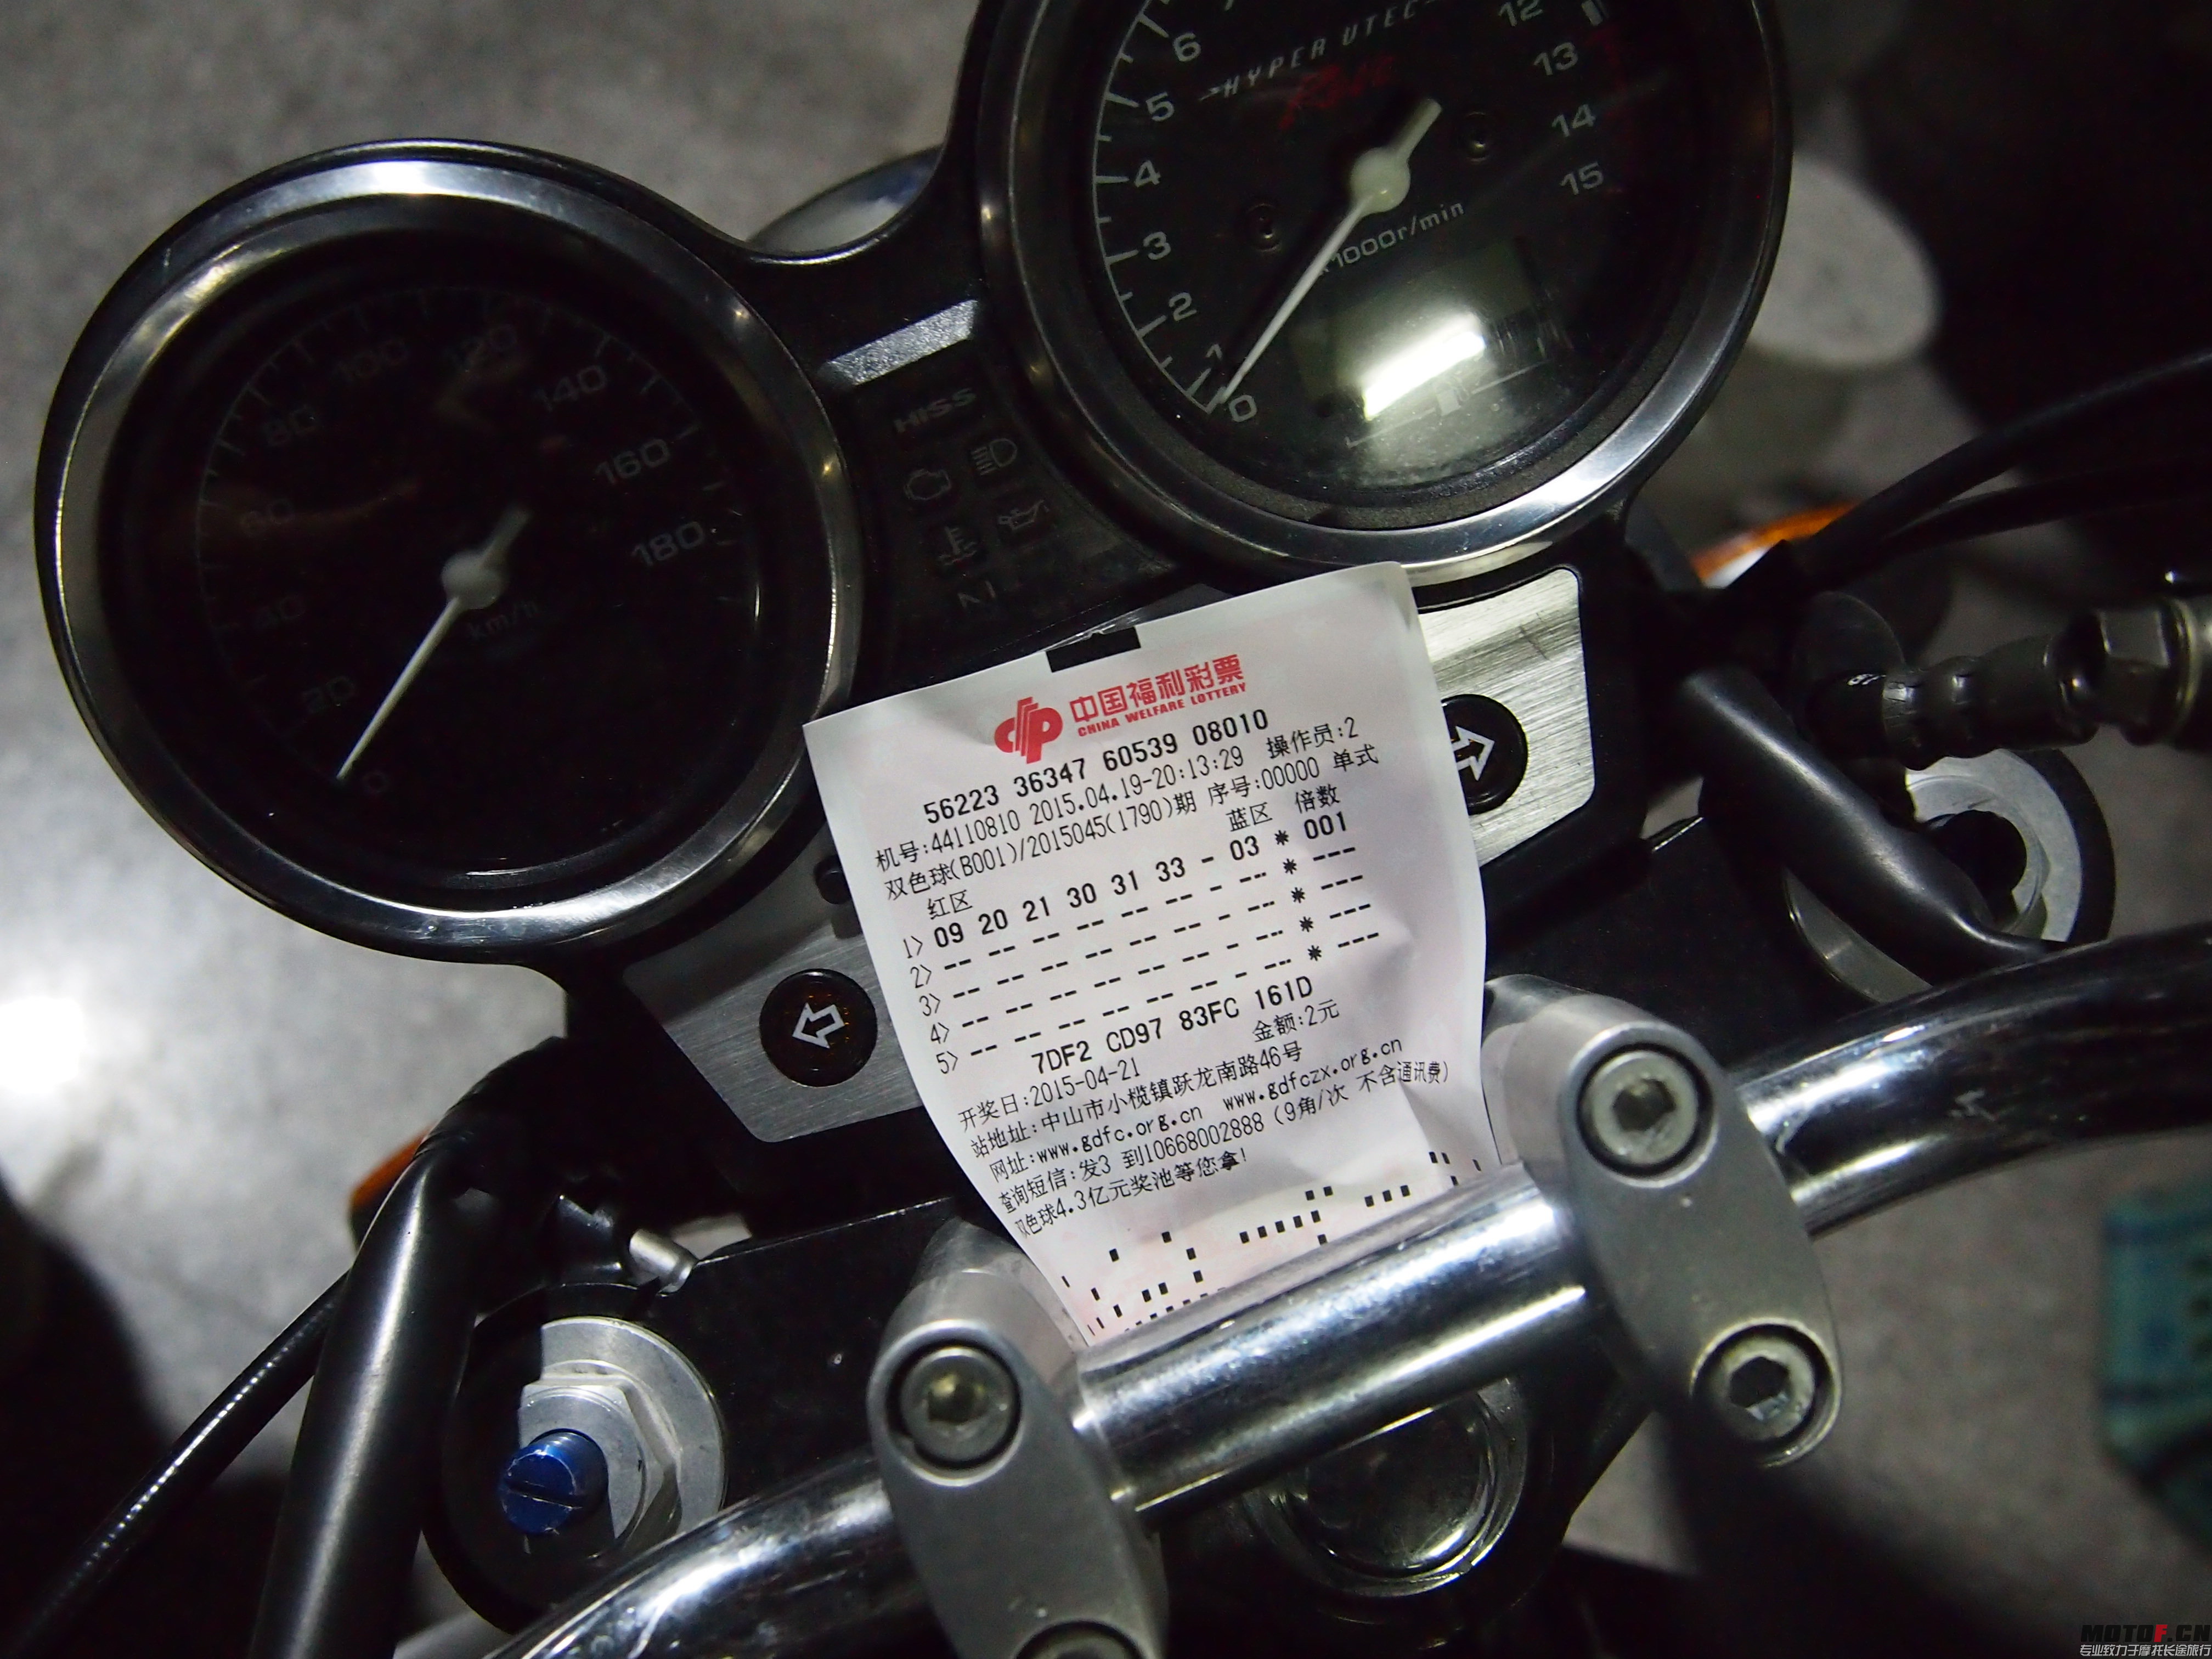 6
5
4
3
2
1
0
HYPER VTEC
12
13
14
15
×1000r/min
20
40
60
80
100
120
140
160
180
0
km/h
HISS
中国福利彩票
CHINA WELFARE LOTTERY
56223 36347 60539 08010
机号:44110810 2015.04.19-20:13:29 操作员:2
双色球(B001)/2015045(1790)期 序号:00000 单式
红区 蓝区 倍数
1> 09 20 21 30 31 33 - 03 * 001
2> -- -- -- -- -- -- - -- * ---
3> -- -- -- -- -- -- - -- * ---
4> -- -- -- -- -- -- - -- * ---
5> -- -- -- -- -- -- - -- * ---
7DF2 CD97 83FC 161D
开奖日:2015-04-21 金额:2元
站地址:中山市小榄镇跃龙南路46号
网址:www.gdfc.org.cn www.gdfczx.org.cn
查询短信:发3 到10668002888 (9角/次 不含通讯费)
双色球4.3亿元奖池等您拿!
MOTOF.CN
专业致力于摩托长途旅行